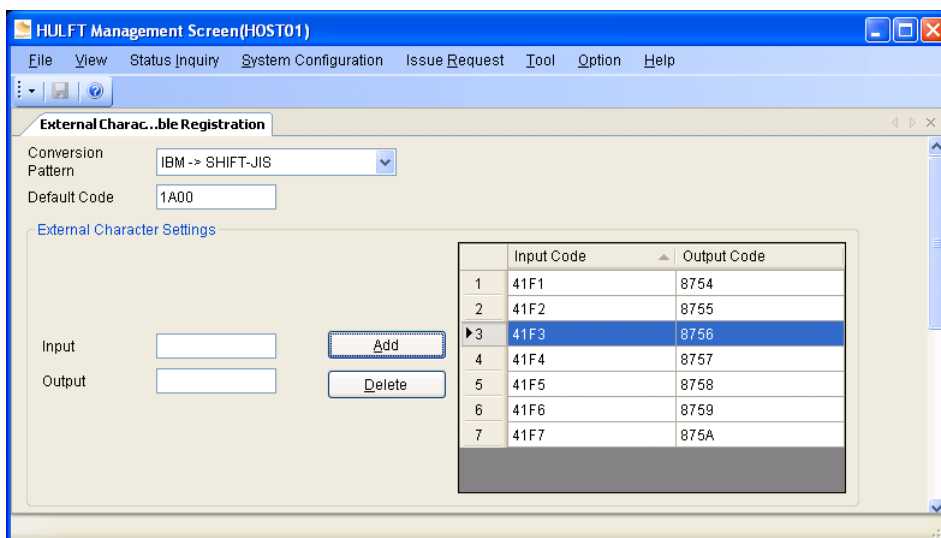 HULFT Management Screen(HOST01)
File View Status Inquiry System Configuration Issue Request Tool Option Help
External Charac...ble Registration
Conversion
Pattern
IBM -> SHIFT-JIS
Default Code 1A00
External Character Settings
Input Code Output Code
1 41F1 8754
2 41F2 8755
3 41F3 8756
4 41F4 8757
5 41F5 8758
6 41F6 8759
7 41F7 875A
Input Add
Output Delete